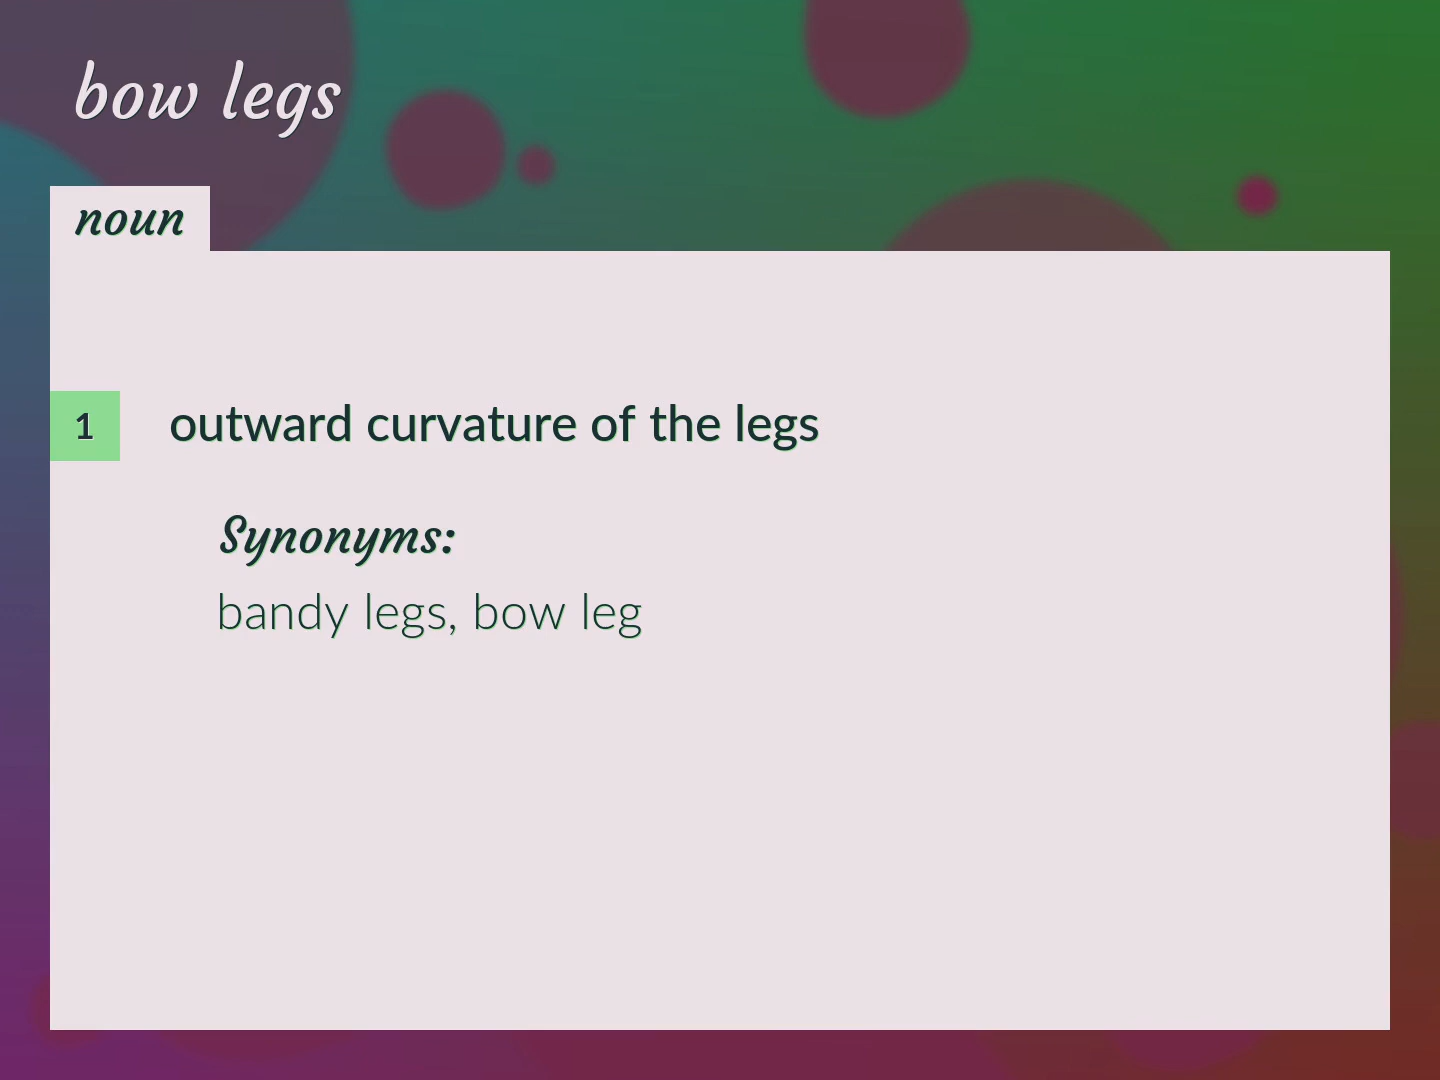 bow legs
noun
1 outward curvature of the legs
Synonyms:
bandy legs, bow leg